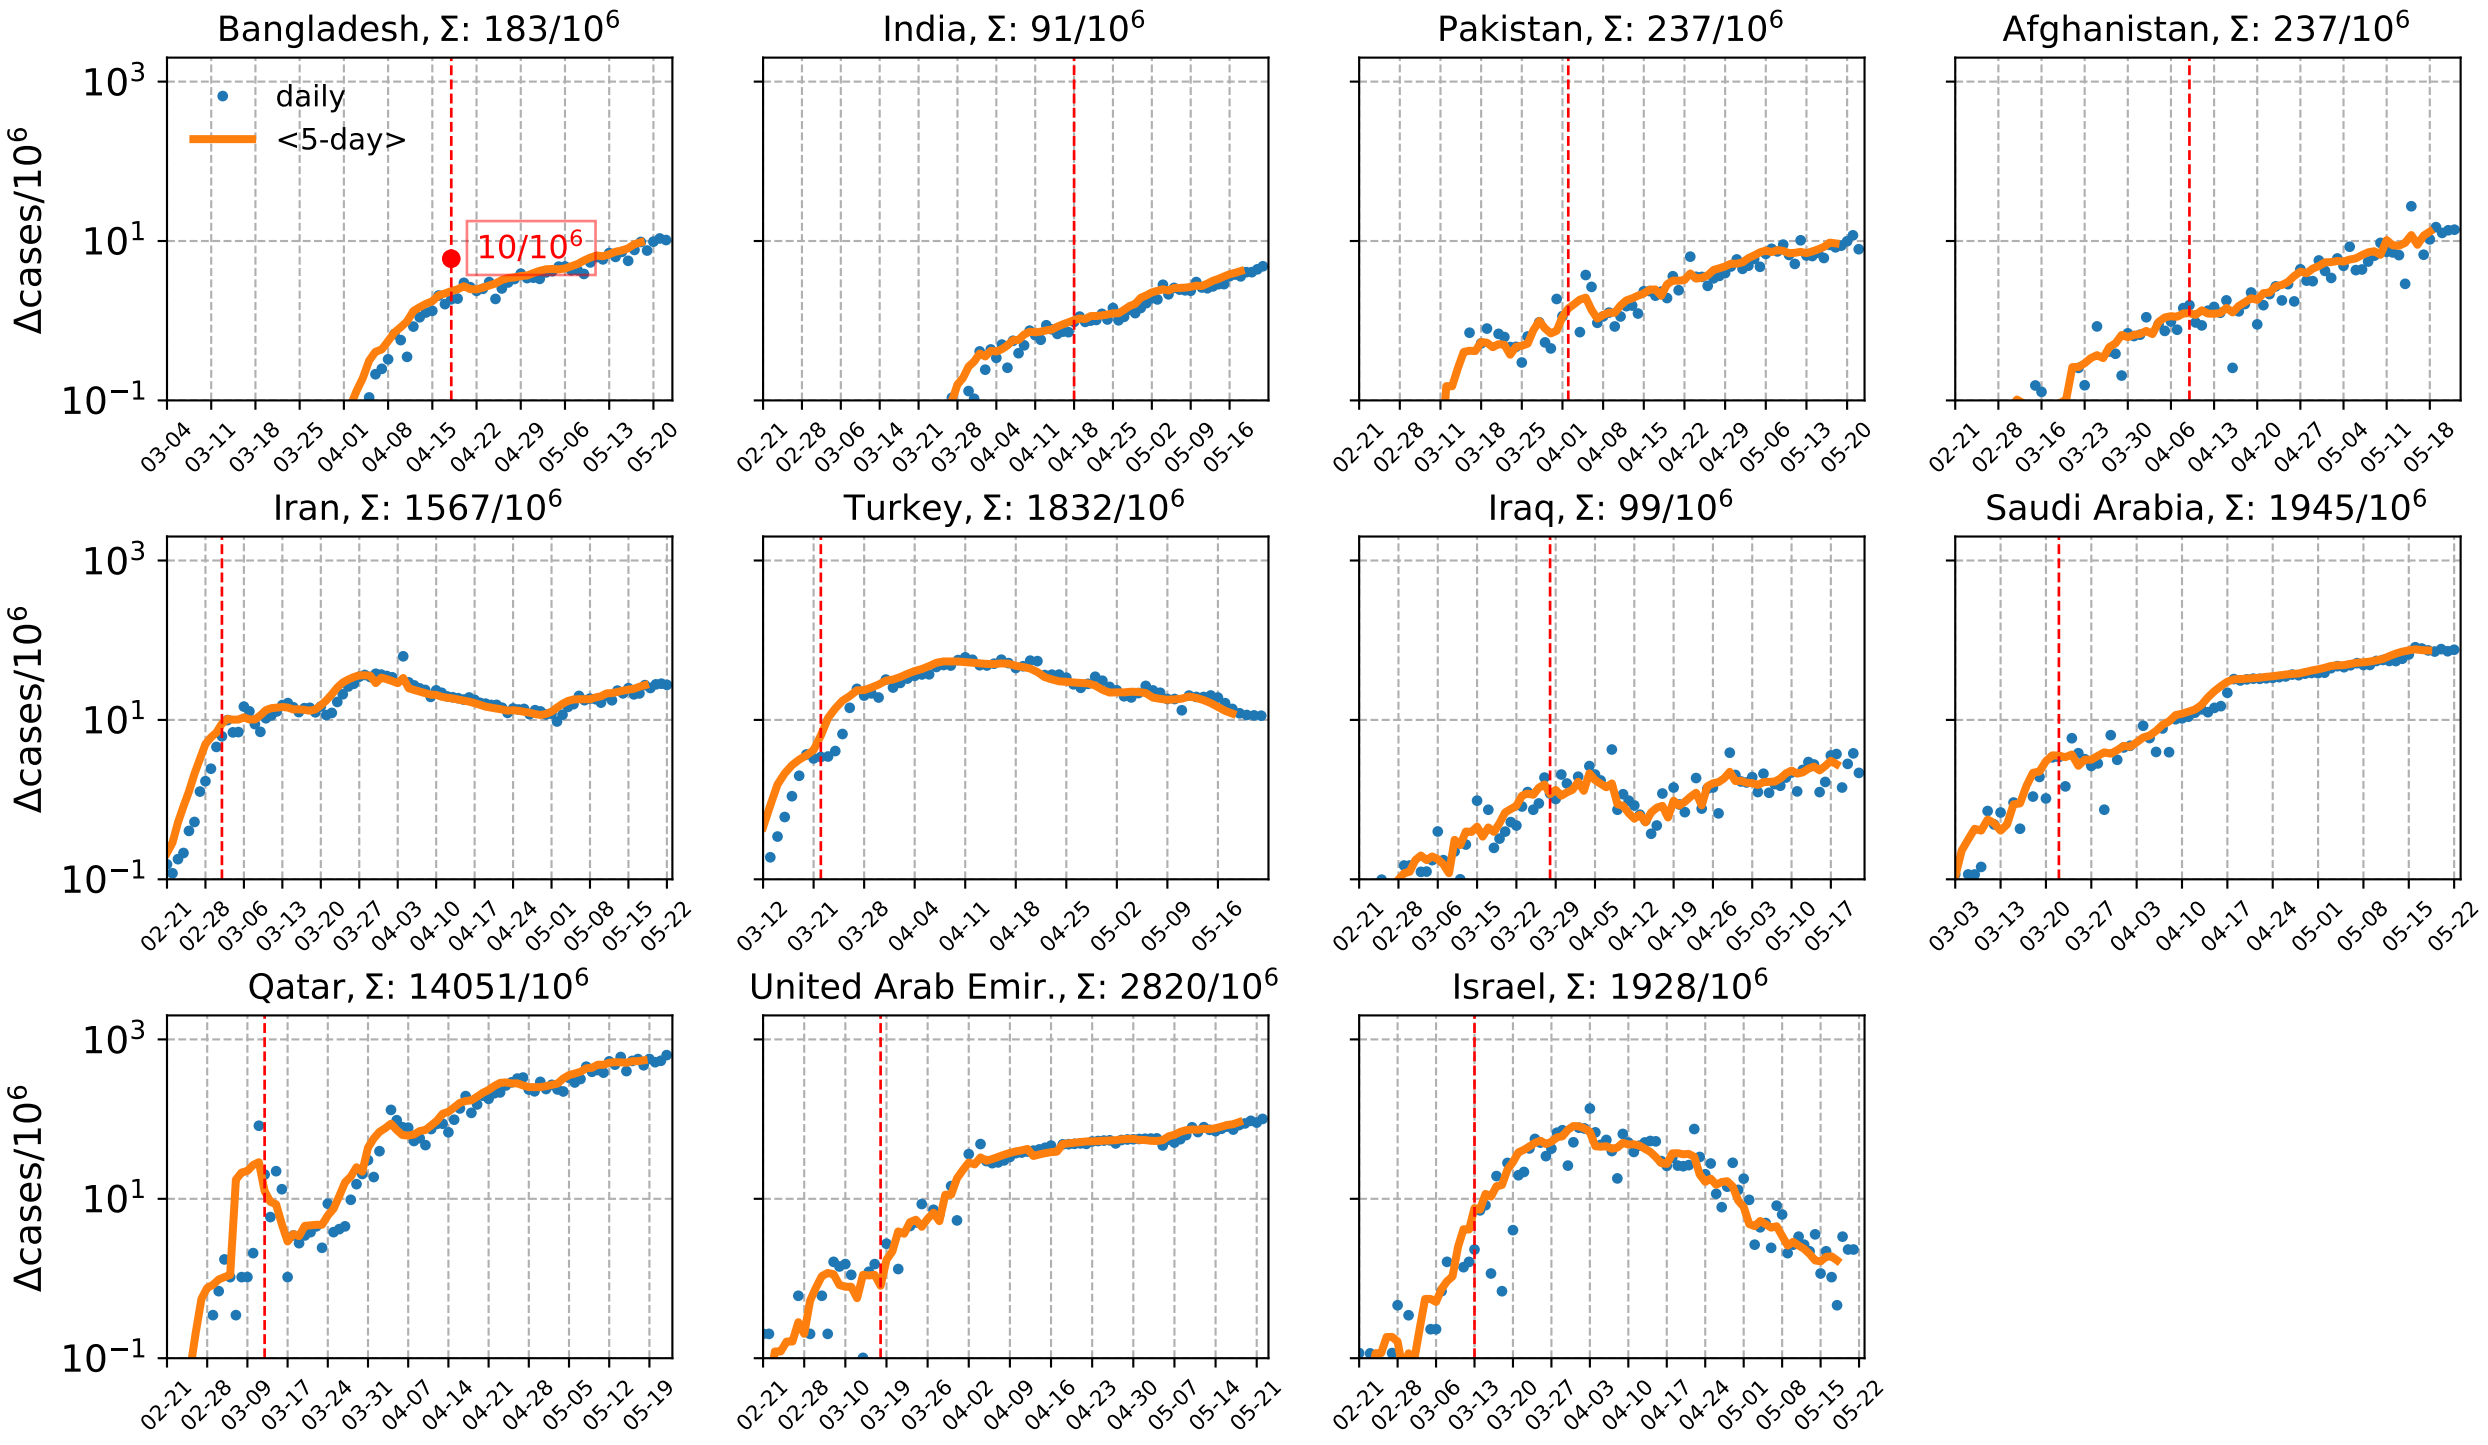 Bangladesh, Σ: 183/10⁶
India, Σ: 91/10⁶
Pakistan, Σ: 237/10⁶
Afghanistan, Σ: 237/10⁶
Δcases/10⁶
10³
10¹
10⁻¹
daily
<5-day>
10/10⁶
03-04 03-11 03-18 03-25 04-01 04-08 04-15 04-22 04-29 05-06 05-13 05-20
02-21 02-28 03-06 03-14 03-21 03-28 04-04 04-11 04-18 04-25 05-02 05-09 05-16
02-21 02-28 03-11 03-18 03-25 04-01 04-08 04-15 04-22 04-29 05-06 05-13 05-20
02-21 02-28 03-16 03-23 03-30 04-06 04-13 04-20 04-27 05-04 05-11 05-18
Iran, Σ: 1567/10⁶
Turkey, Σ: 1832/10⁶
Iraq, Σ: 99/10⁶
Saudi Arabia, Σ: 1945/10⁶
Δcases/10⁶
10³
10¹
10⁻¹
02-21 02-28 03-06 03-13 03-20 03-27 04-03 04-10 04-17 04-24 05-01 05-08 05-15 05-22
03-12 03-21 03-28 04-04 04-11 04-18 04-25 05-02 05-09 05-16
02-21 02-28 03-06 03-15 03-22 03-29 04-05 04-12 04-19 04-26 05-03 05-10 05-17
03-03 03-13 03-20 03-27 04-03 04-10 04-17 04-24 05-01 05-08 05-15 05-22
Qatar, Σ: 14051/10⁶
United Arab Emir., Σ: 2820/10⁶
Israel, Σ: 1928/10⁶
Δcases/10⁶
10³
10¹
10⁻¹
02-21 02-28 03-09 03-17 03-24 03-31 04-07 04-14 04-21 04-28 05-05 05-12 05-19
02-21 02-28 03-10 03-19 03-26 04-02 04-09 04-16 04-23 04-30 05-07 05-14 05-21
02-21 02-28 03-06 03-13 03-20 03-27 04-03 04-10 04-17 04-24 05-01 05-08 05-15 05-22